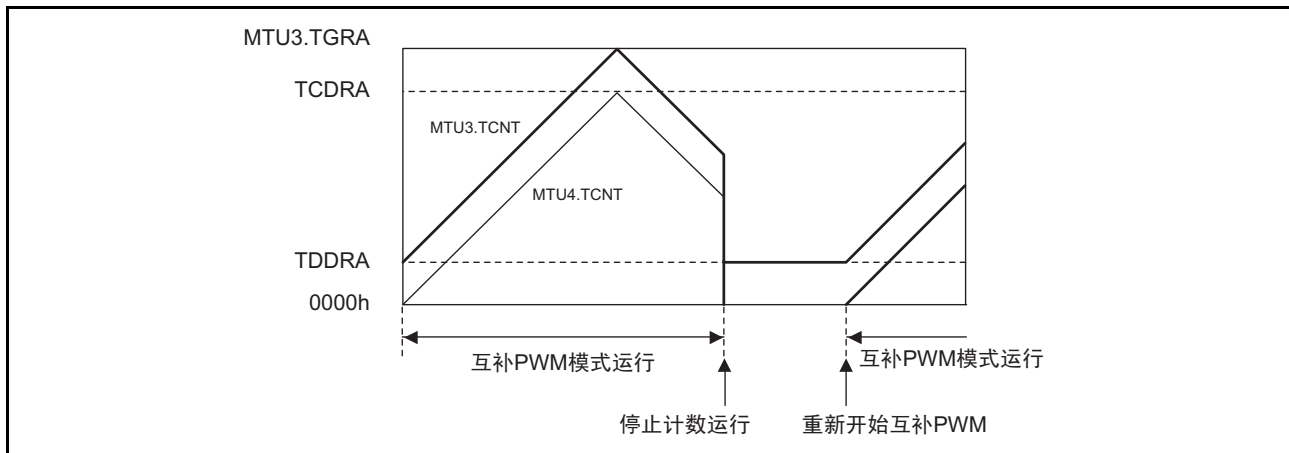 MTU3.TGRA
TCDRA
MTU3.TCNT
MTU4.TCNT
TDDRA
0000h
互补PWM模式运行
互补PWM模式运行
停止计数运行
重新开始互补PWM